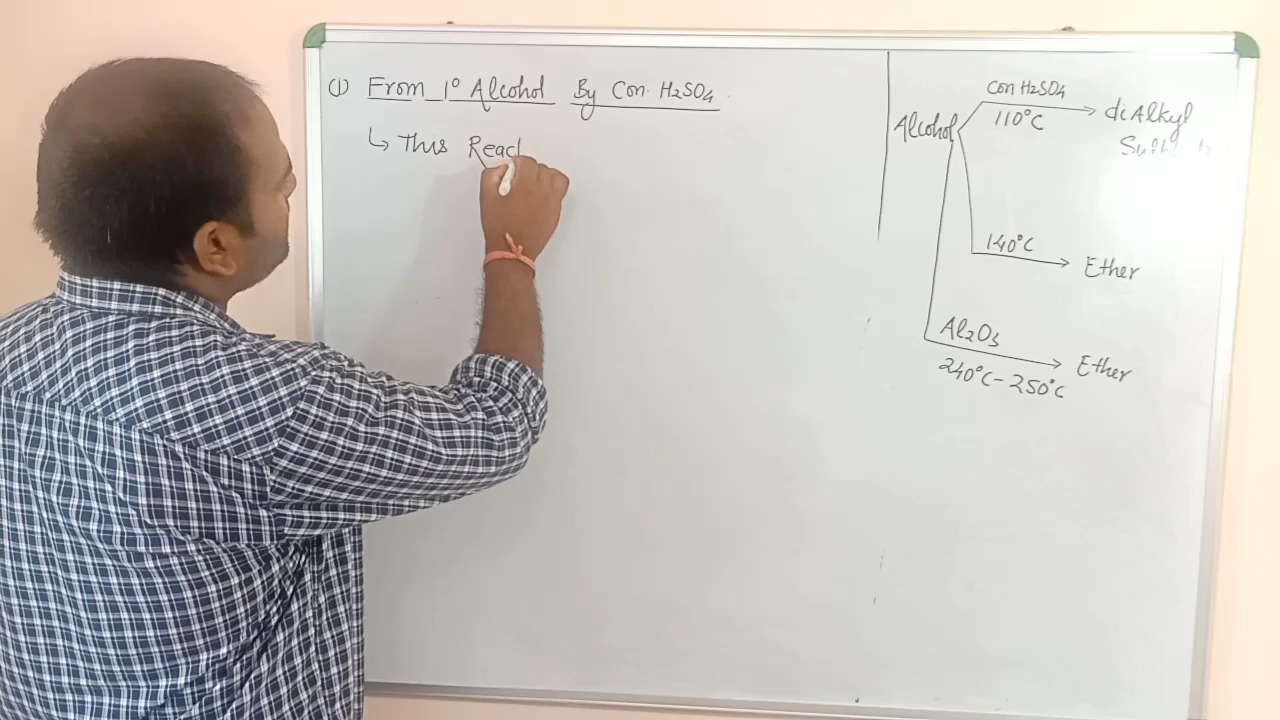 (1) From 1° Alcohol By Con. H₂SO₄
↳ This Reac
Alcohol
Con H₂SO₄
110°C
di Alkyl
140°C
Ether
Al₂O₃
240°C - 250°C
Ether